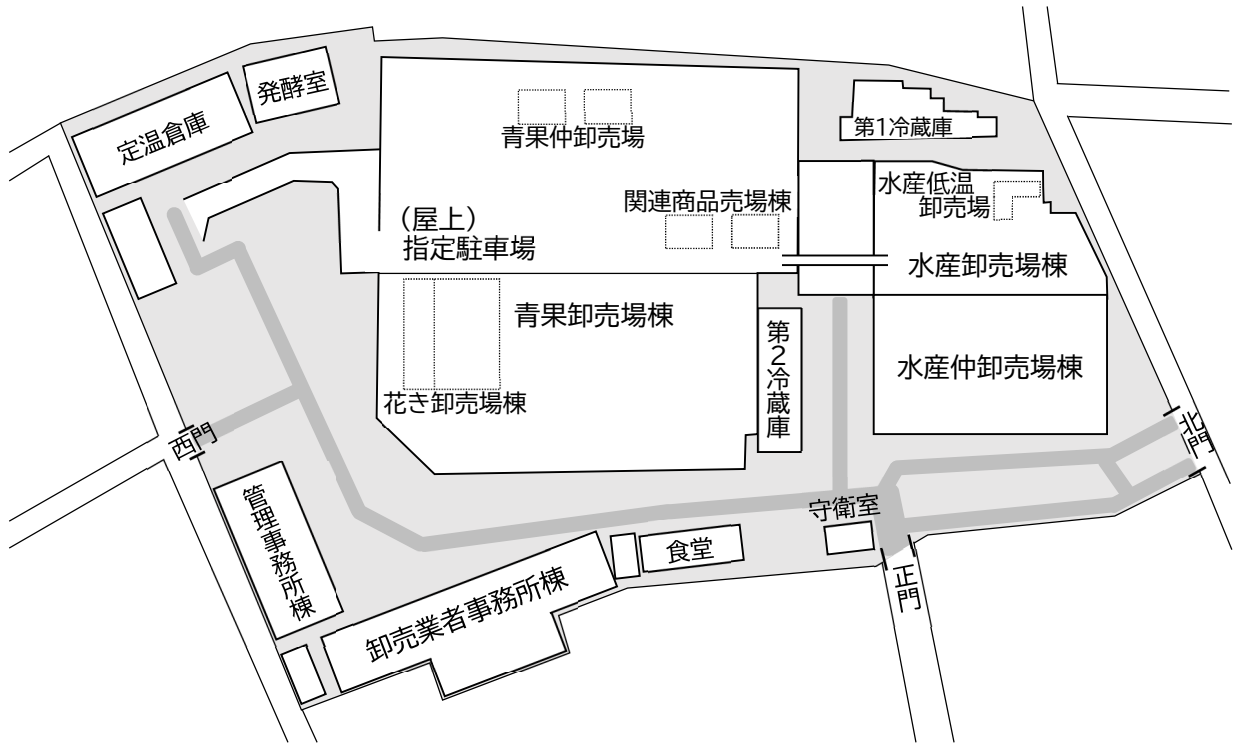 発酵室
定温倉庫
青果仲卸売場
第1冷蔵庫
水産低温
卸売場
関連商品売場棟
(屋上)
指定駐車場
水産卸売場棟
青果卸売場棟
第2冷蔵庫
水産仲卸売場棟
花き卸売場棟
西門
北門
管理事務所棟
守衛室
食堂
正門
卸売業者事務所棟